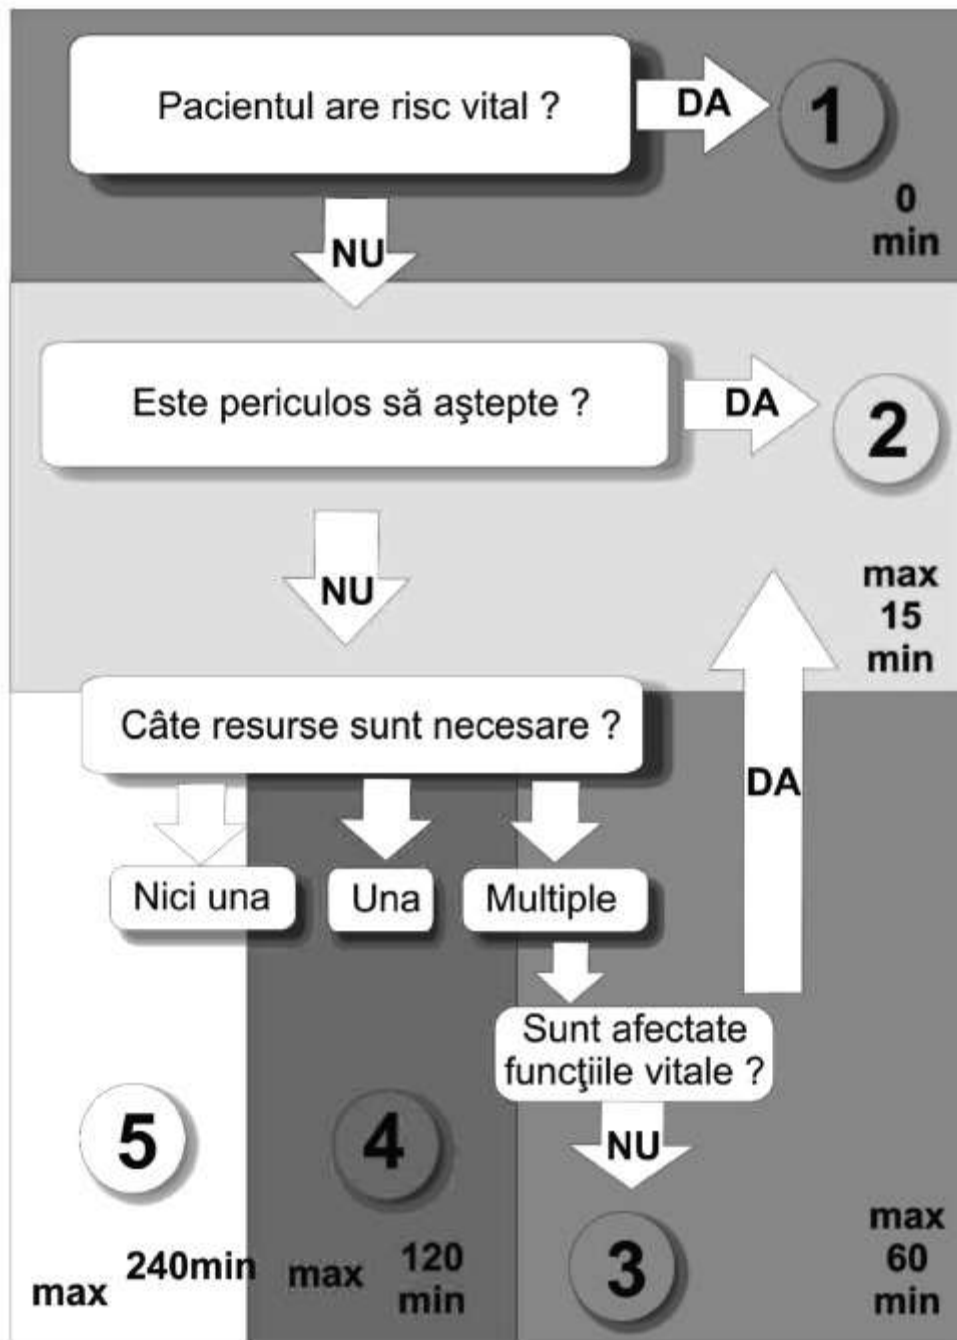 Pacientul are risc vital ?
DA
1
0
min
NU
Este periculos să aştepte ?
DA
2
NU
max
15
min
Câte resurse sunt necesare ?
DA
Nici una
Una
Multiple
Sunt afectate
funcţiile vitale ?
5
4
NU
3
max 240min
max 120
min
max
60
min